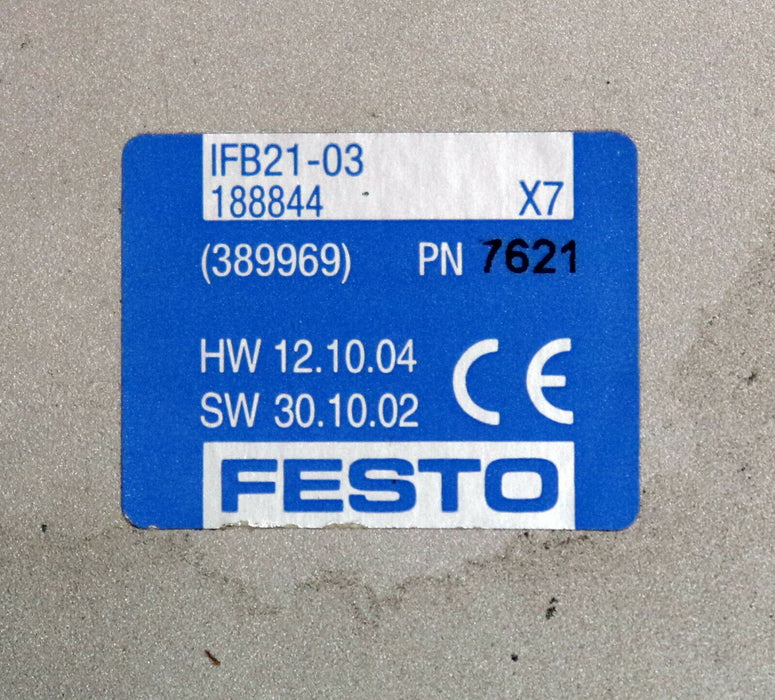 IFB21-03
188844 X7
(389969) PN 7621
HW 12.10.04
SW 30.10.02
CE
FESTO